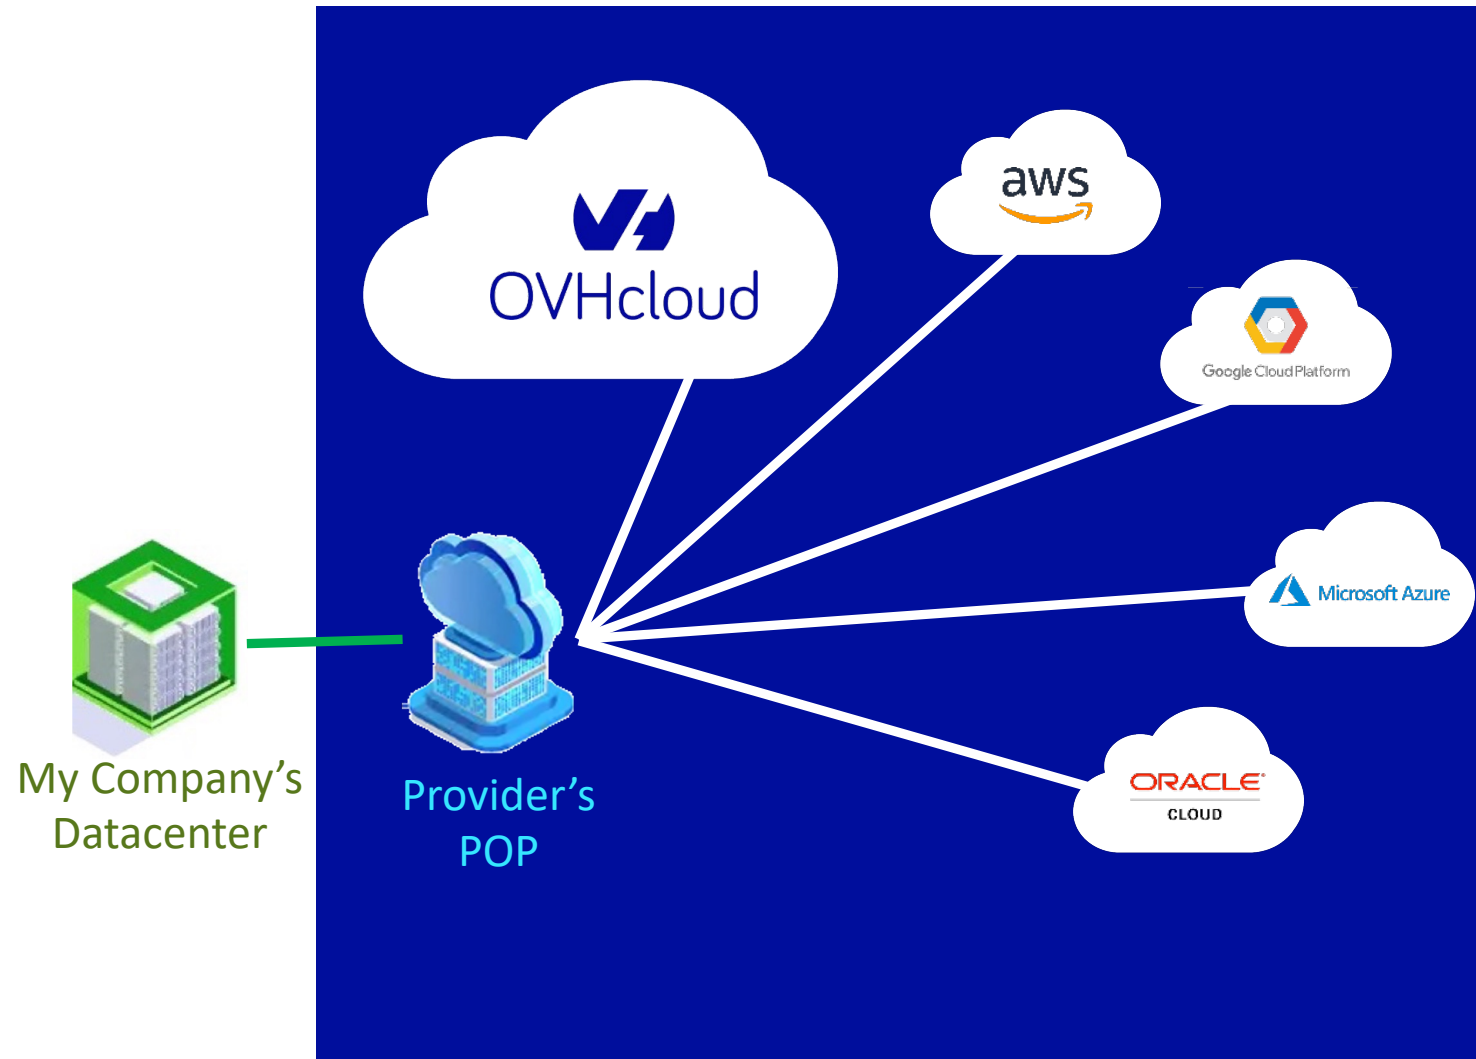 OVHcloud
aws
Google Cloud Platform
Microsoft Azure
ORACLE
CLOUD
My Company’s
Datacenter
Provider’s
POP